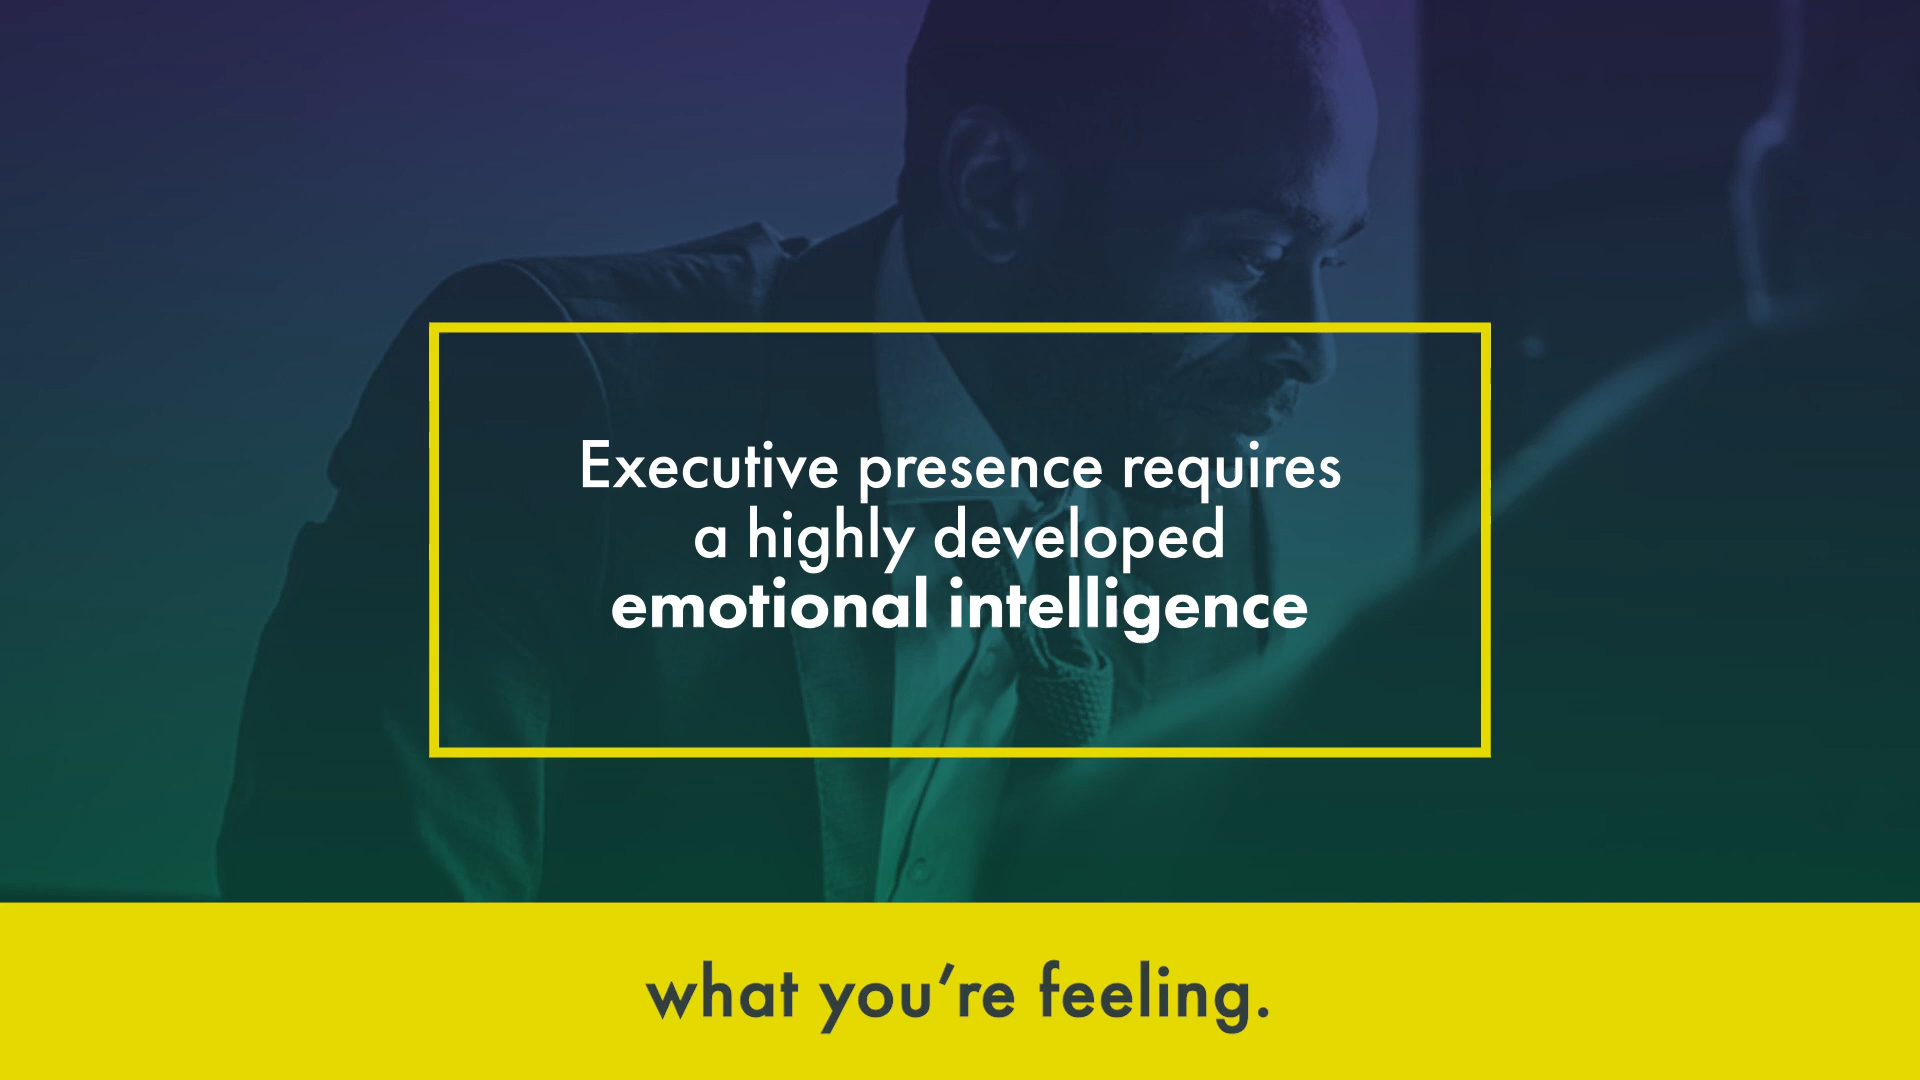 Executive presence requires
a highly developed
emotional intelligence
what you’re feeling.